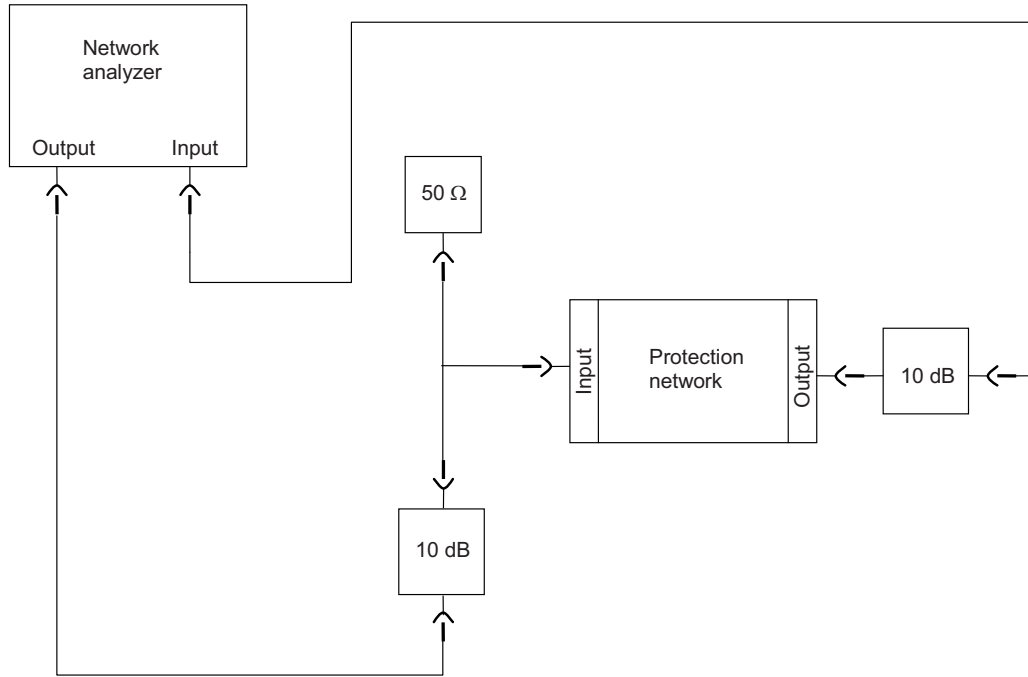 Network
analyzer
Output
Input
50 Ω
Input
Protection
network
Output
10 dB
10 dB